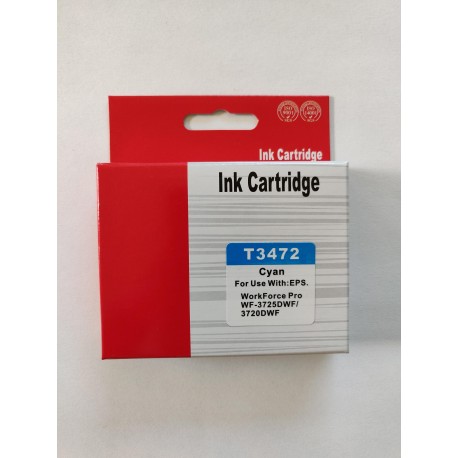 Ink Cartridge
Ink Cartridge
T3472
Cyan
For Use With:EPS.
WorkForce Pro
WF-3725DWF/
3720DWF